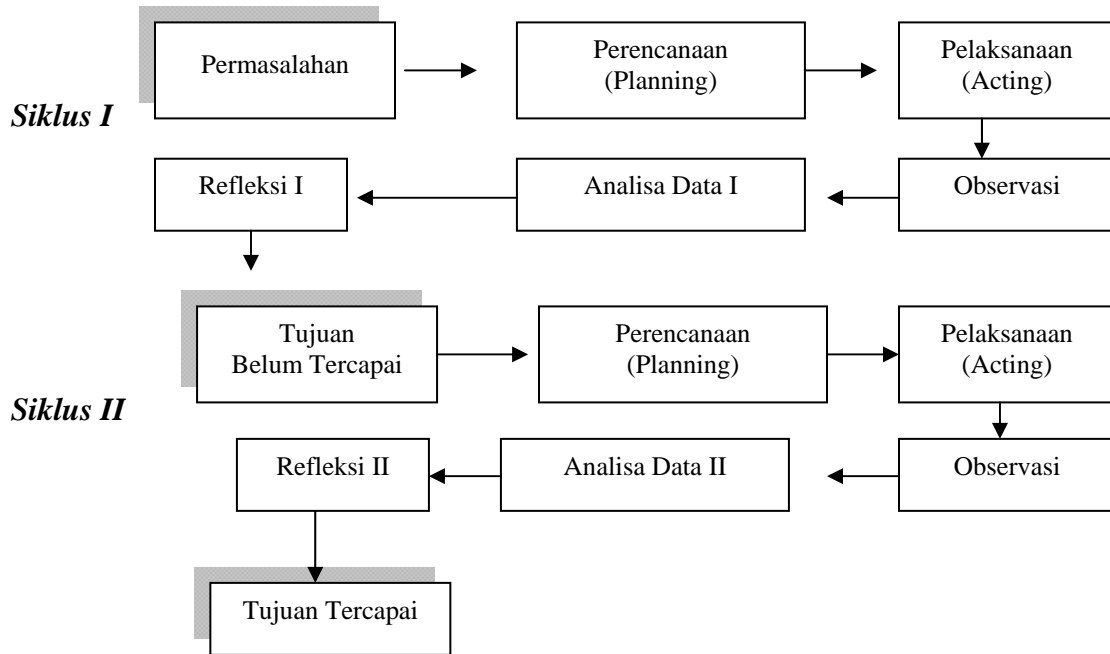 Permasalahan
Perencanaan
(Planning)
Pelaksanaan
(Acting)
Siklus I
Refleksi I
Analisa Data I
Observasi
Tujuan
Belum Tercapai
Perencanaan
(Planning)
Pelaksanaan
(Acting)
Siklus II
Refleksi II
Analisa Data II
Observasi
Tujuan Tercapai